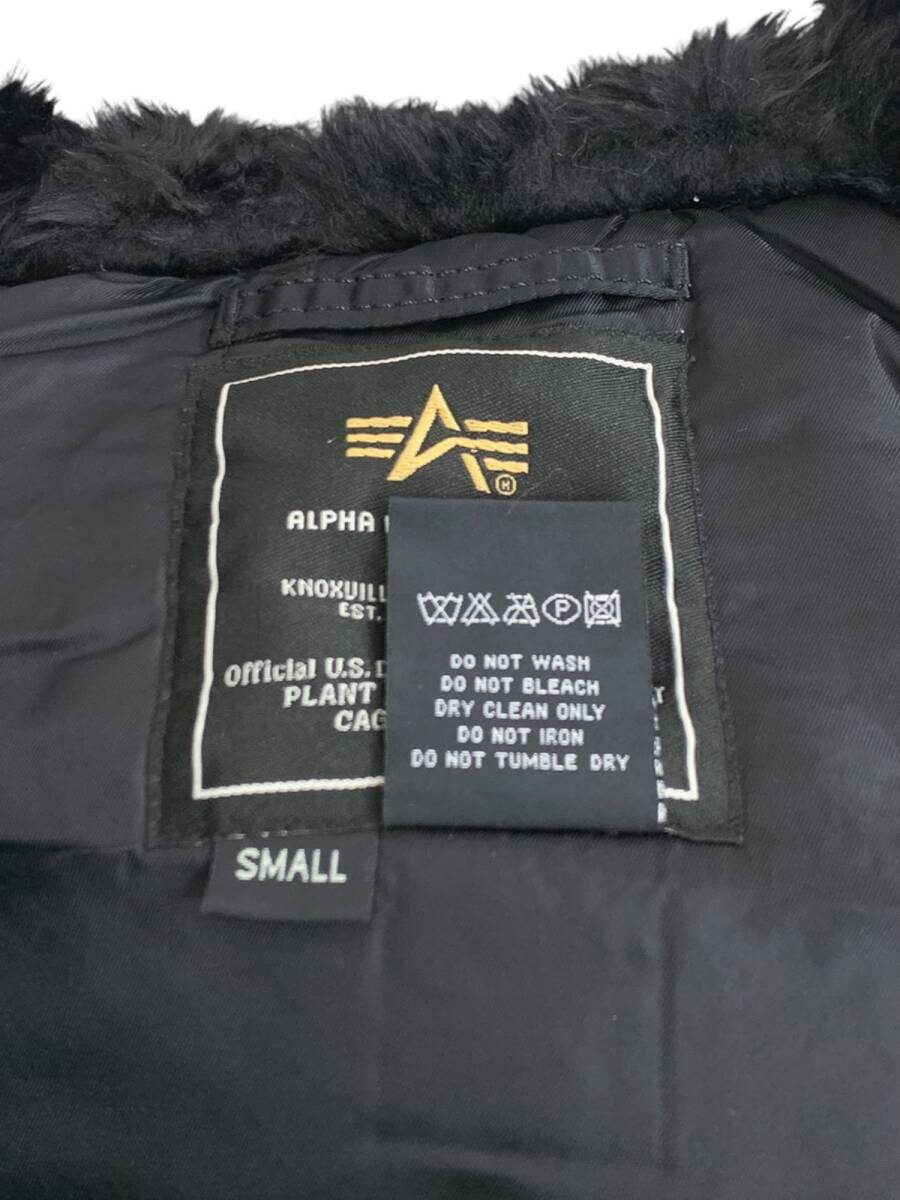 ALPHA
KNOXVILL
EST.
Official U.S.
PLANT
CAG
SMALL
P
DO NOT WASH
DO NOT BLEACH
DRY CLEAN ONLY
DO NOT IRON
DO NOT TUMBLE DRY